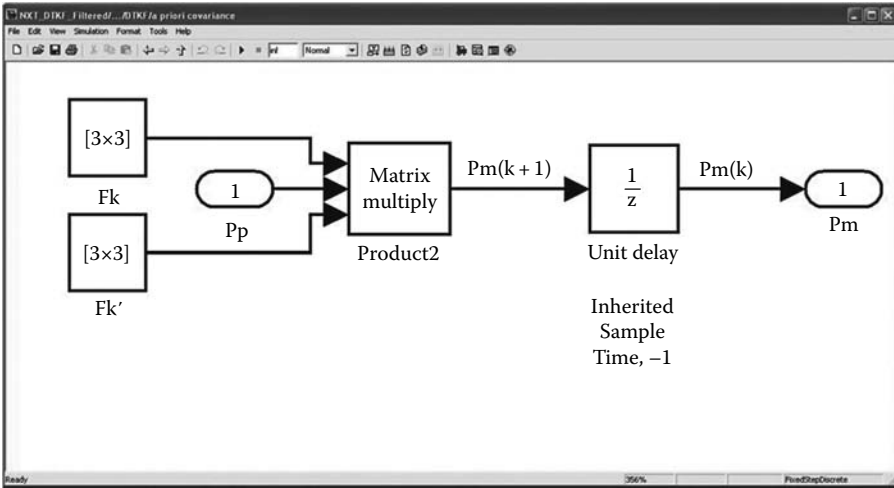 NXT_DTKF_Filtered/.../DTKF/a priori covariance
File Edit View Simulation Format Tools Help
inf Normal
[3×3]
Fk
1
Pp
[3×3]
Fk′
Matrix
multiply
Product2
Pm(k + 1)
1
z
Unit delay
Inherited
Sample
Time, –1
Pm(k)
1
Pm
Ready 356% FixedStepDiscrete